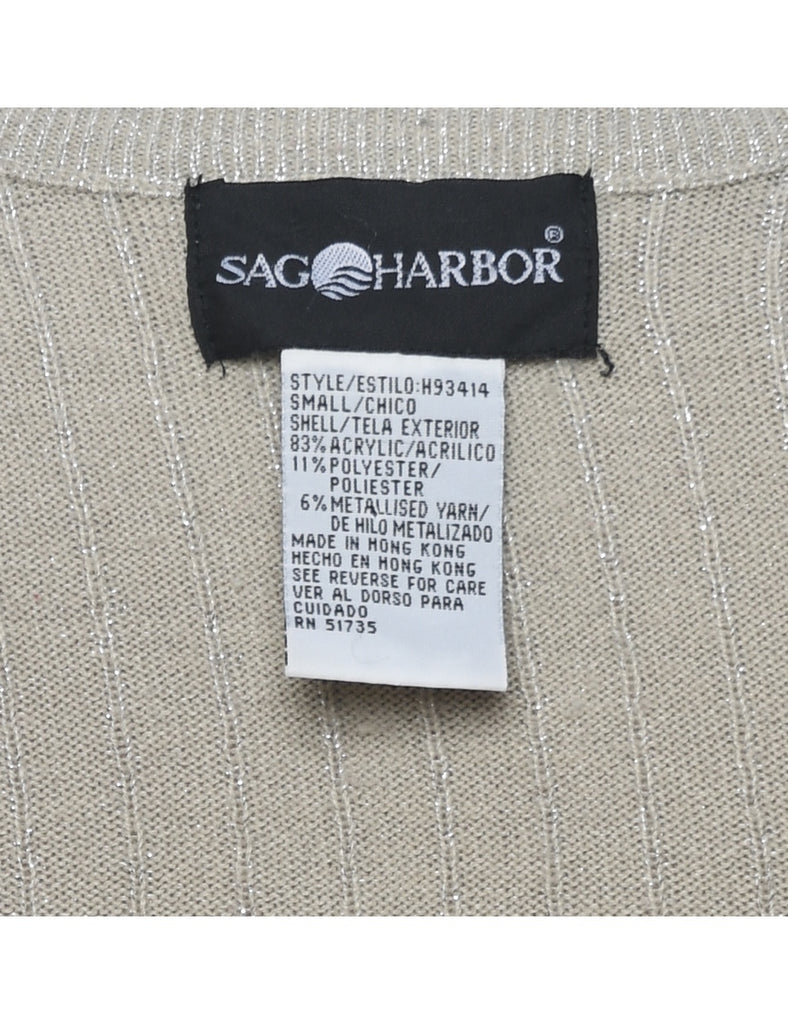 SAG HARBOR ®
STYLE/ESTILO:H93414
SMALL/CHICO
SHELL/TELA EXTERIOR
83% ACRYLIC/ACRILICO
11% POLYESTER/
POLIESTER
6% METALLISED YARN/
DE HILO METALIZADO
MADE IN HONG KONG
HECHO EN HONG KONG
SEE REVERSE FOR CARE
VER AL DORSO PARA
CUIDADO
RN 51735